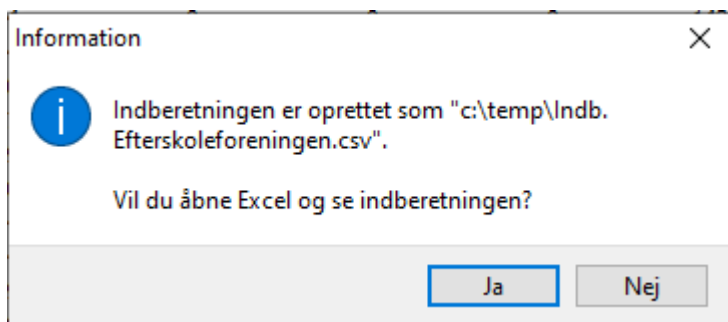 Information
Indberetningen er oprettet som "c:\temp\Indb.
Efterskoleforeningen.csv".
Vil du åbne Excel og se indberetningen?
Ja
Nej